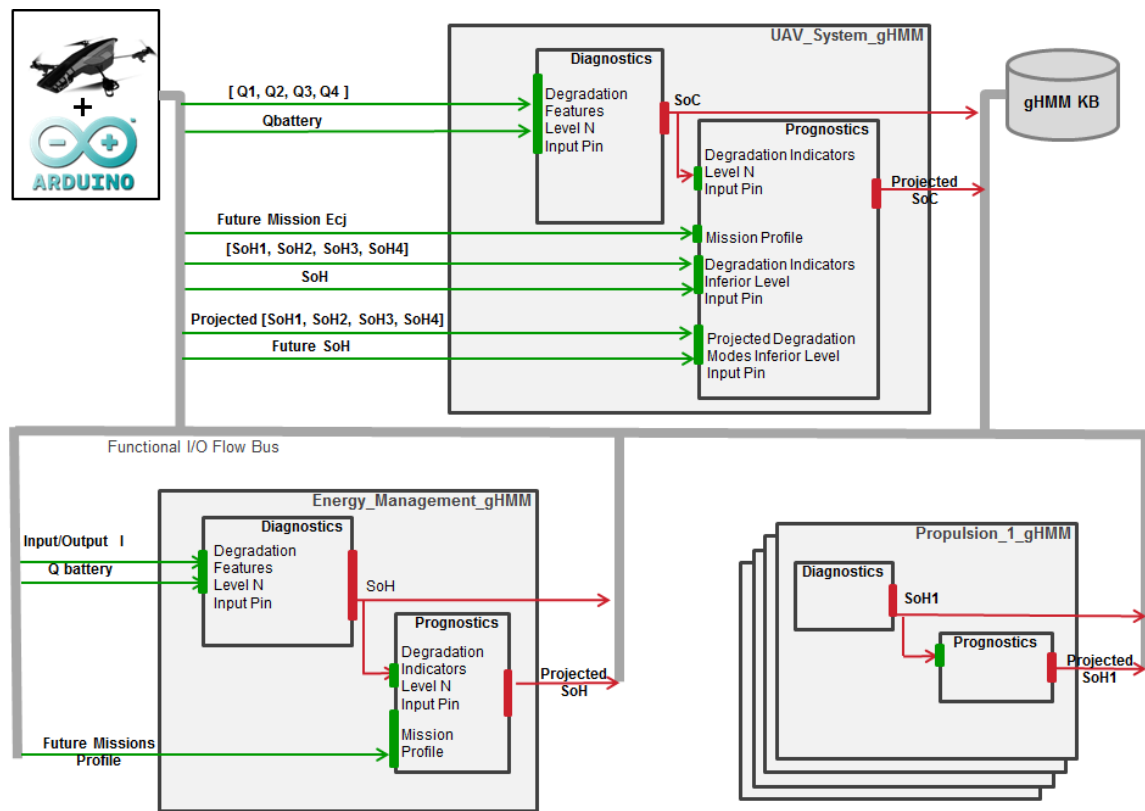 +
ARDUINO
[ Q1, Q2, Q3, Q4 ]
Qbattery
Future Mission Ecj
[SoH1, SoH2, SoH3, SoH4]
SoH
Projected [SoH1, SoH2, SoH3, SoH4]
Future SoH
UAV_System_gHMM
Diagnostics
Degradation
Features
Level N
Input Pin
SoC
Prognostics
Degradation Indicators
Level N
Input Pin
Mission Profile
Degradation Indicators
Inferior Level
Input Pin
Projected Degradation
Modes Inferior Level
Input Pin
Projected
SoC
gHMM KB
Functional I/O Flow Bus
Input/Output I
Q battery
Future Missions
Profile
Energy_Management_gHMM
Diagnostics
Degradation
Features
Level N
Input Pin
SoH
Prognostics
Degradation
Indicators
Level N
Input Pin
Mission
Profile
Projected
SoH
Propulsion_1_gHMM
Diagnostics
SoH1
Prognostics
Projected
SoH1